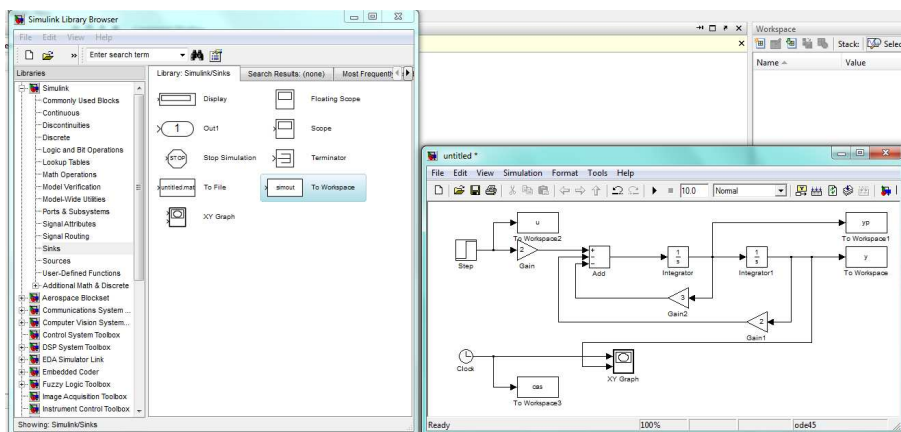 Simulink Library Browser
File Edit View Help
» Enter search term
Libraries
Library: Simulink/Sinks Search Results: (none) Most Frequently
Simulink
Commonly Used Blocks
Continuous
Discontinuities
Discrete
Logic and Bit Operations
Lookup Tables
Math Operations
Model Verification
Model-Wide Utilities
Ports & Subsystems
Signal Attributes
Signal Routing
Sinks
Sources
User-Defined Functions
Additional Math & Discrete
Aerospace Blockset
Communications System ...
Computer Vision System...
Control System Toolbox
DSP System Toolbox
EDA Simulator Link
Embedded Coder
Fuzzy Logic Toolbox
Image Acquisition Toolbox
Instrument Control Toolbox
Display Floating Scope
1 Out1 Scope
STOP Stop Simulation Terminator
untitled.mat To File simout To Workspace
XY Graph
Showing: Simulink/Sinks
Workspace
Stack: Selec
Name Value
untitled *
File Edit View Simulation Format Tools Help
10.0 Normal
u
To Workspace2
yp
To Workspace1
Step
2
Gain
Add
1
s
Integrator
1
s
Integrator1
y
To Workspace
3
Gain2
2
Gain1
Clock
XY Graph
cas
To Workspace3
Ready 100% ode45